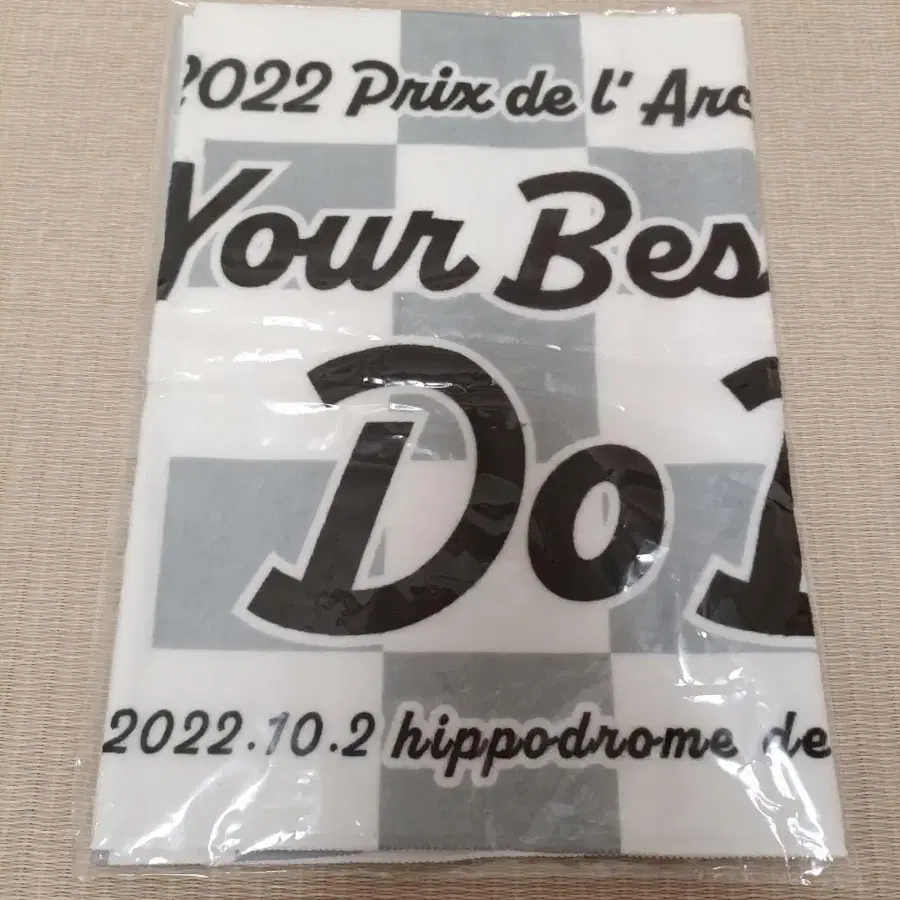 2022 Prix de l' Arc
Your Bes
Do
2022.10.2 hippodrome de